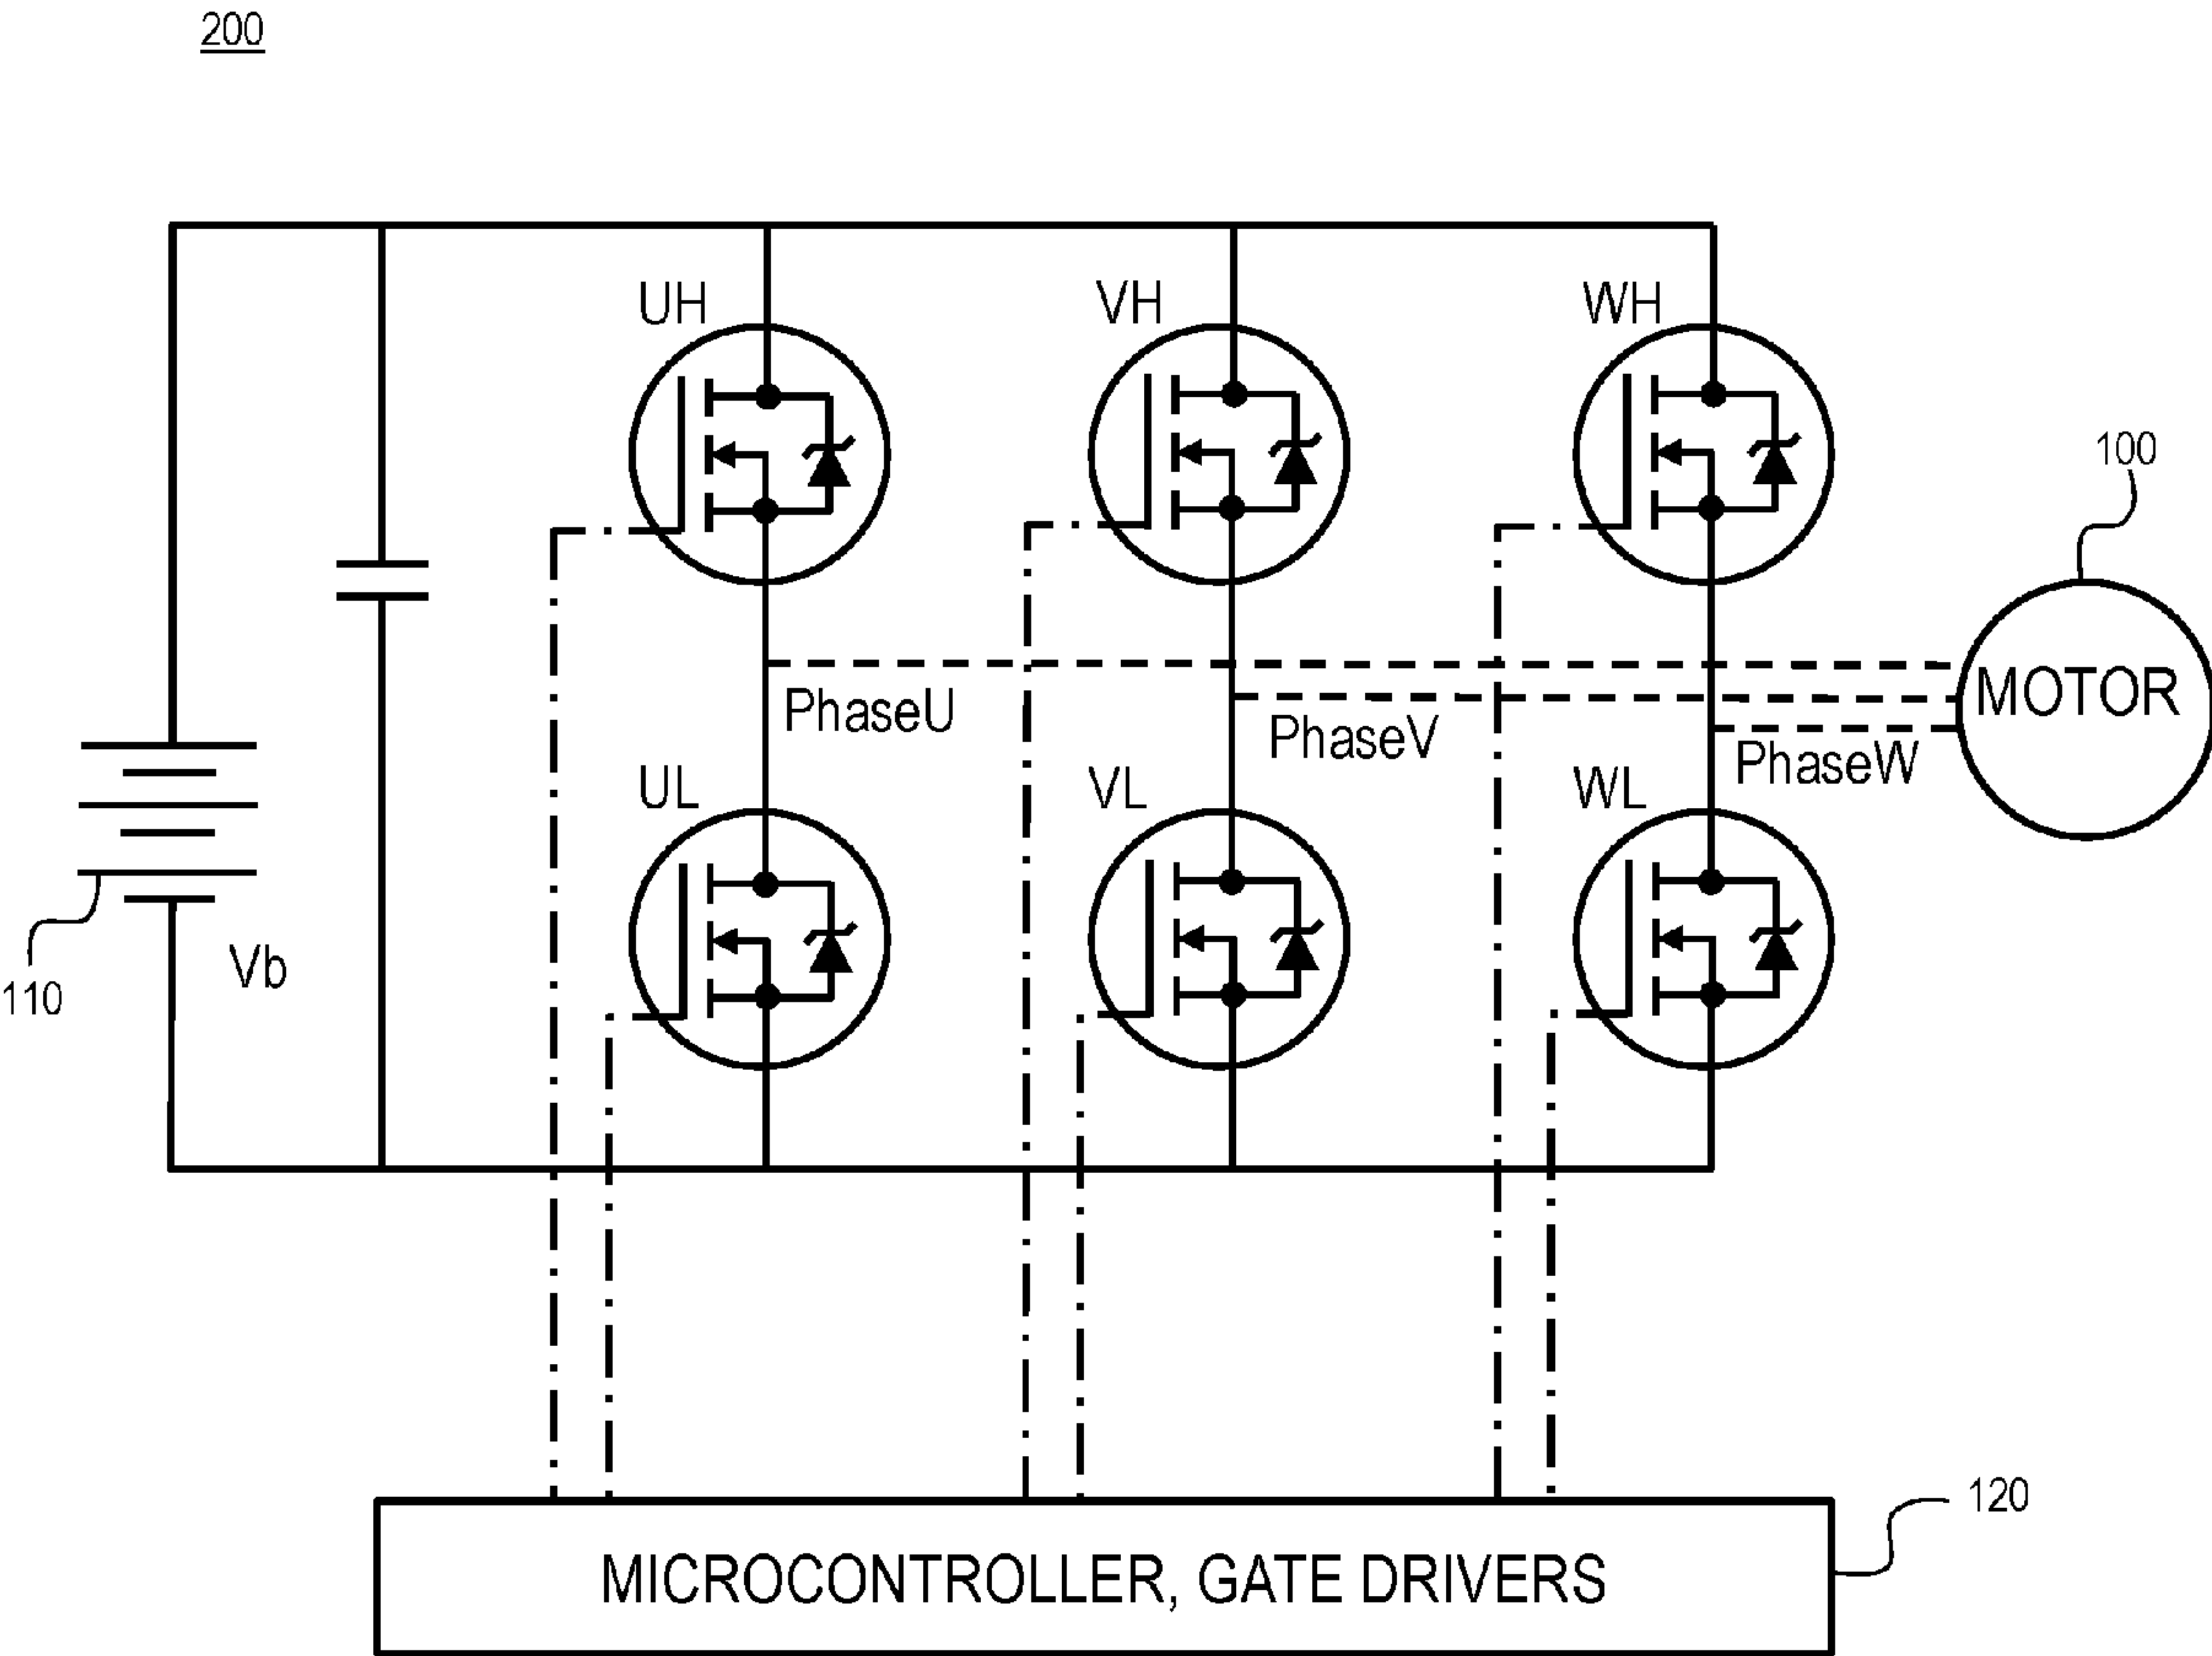 200
UH
VH
WH
100
MOTOR
PhaseU
PhaseV
PhaseW
UL
VL
WL
Vb
110
120
MICROCONTROLLER, GATE DRIVERS